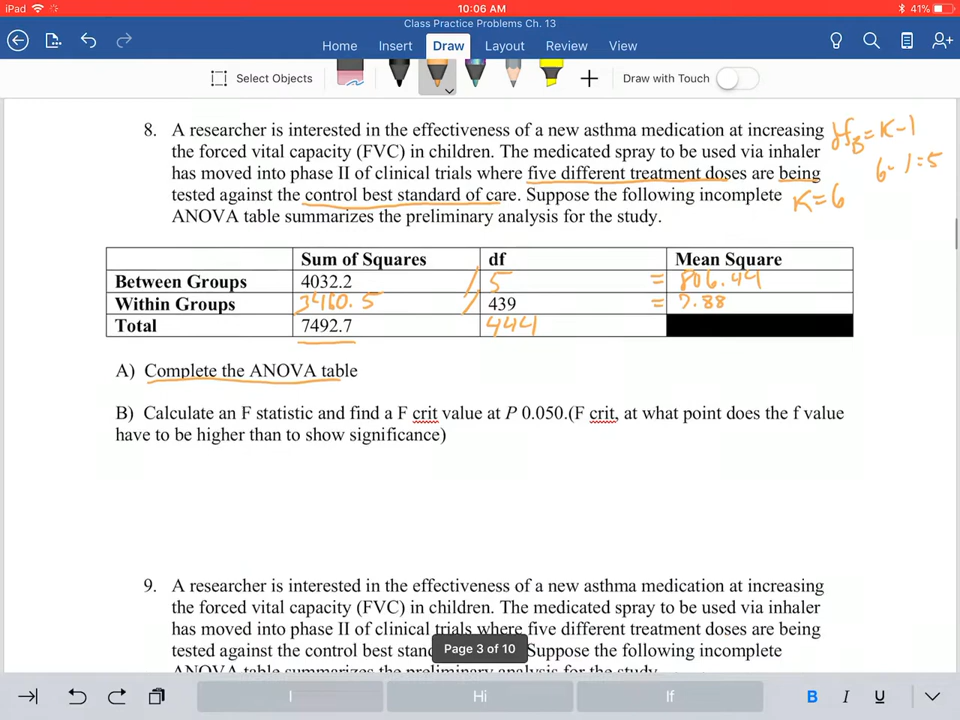 iPad
10:06 AM
41%
Class Practice Problems Ch. 13
Home Insert Draw Layout Review View
Select Objects
Draw with Touch
8. A researcher is interested in the effectiveness of a new asthma medication at increasing
the forced vital capacity (FVC) in children. The medicated spray to be used via inhaler
has moved into phase II of clinical trials where five different treatment doses are being
tested against the control best standard of care. Suppose the following incomplete
ANOVA table summarizes the preliminary analysis for the study.
dfB = K-1
6-1=5
K=6
Sum of Squares df Mean Square
Between Groups 4032.2 / 5 = 806.44
Within Groups 3460.5 / 439 = 7.88
Total 7492.7 444
A) Complete the ANOVA table
B) Calculate an F statistic and find a F crit value at P 0.050.(F crit, at what point does the f value
have to be higher than to show significance)
9. A researcher is interested in the effectiveness of a new asthma medication at increasing
the forced vital capacity (FVC) in children. The medicated spray to be used via inhaler
has moved into phase II of clinical trials where five different treatment doses are being
tested against the control best stand Suppose the following incomplete
ANOVA table summarizes the preliminary analysis for the study.
Page 3 of 10
I Hi If
B I U